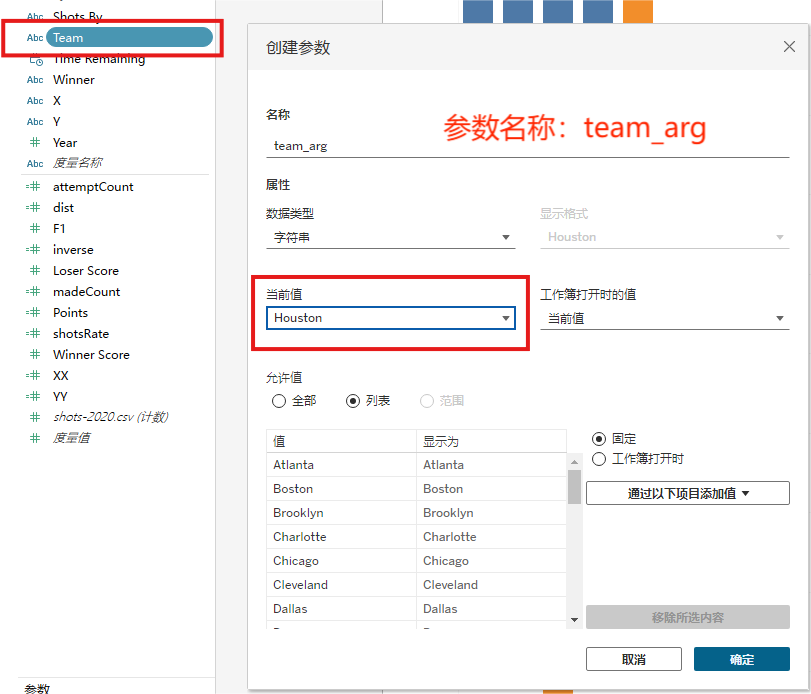 Abc Shots By
Abc Team
Time Remaining
Abc Winner
Abc X
Abc Y
# Year
Abc 度量名称
=# attemptCount
=# dist
# F1
=# inverse
# Loser Score
=# madeCount
=# Points
=# shotsRate
# Winner Score
=# XX
=# YY
# shots-2020.csv (计数)
# 度量值
参数
创建参数
名称
参数名称：team_arg
team_arg
属性
数据类型
显示格式
字符串
Houston
当前值
工作簿打开时的值
Houston
当前值
允许值
全部
列表
范围
值 显示为
Atlanta Atlanta
Boston Boston
Brooklyn Brooklyn
Charlotte Charlotte
Chicago Chicago
Cleveland Cleveland
Dallas Dallas
固定
工作簿打开时
通过以下项目添加值
移除所选内容
取消
确定